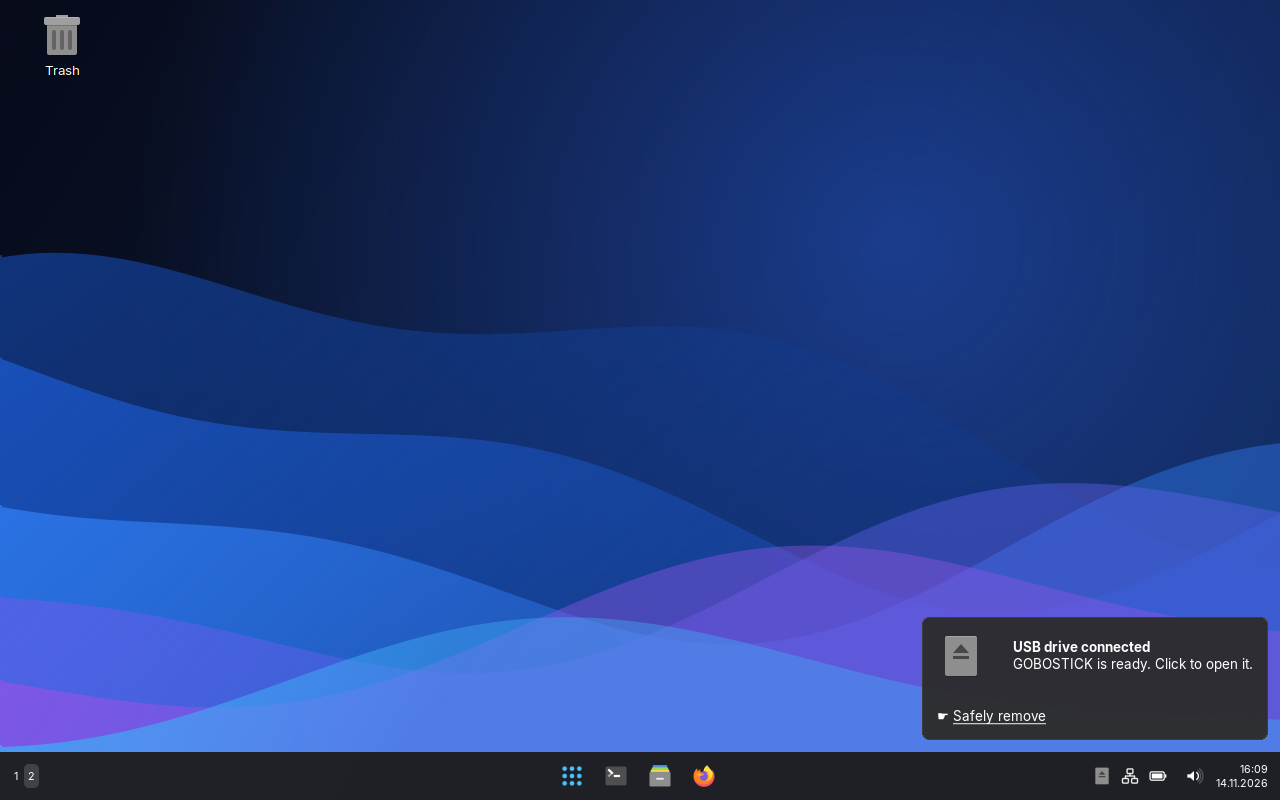 Trash
USB drive connected
GOBOSTICK is ready. Click to open it.
☛ Safely remove
1 2
16:09
14.11.2026